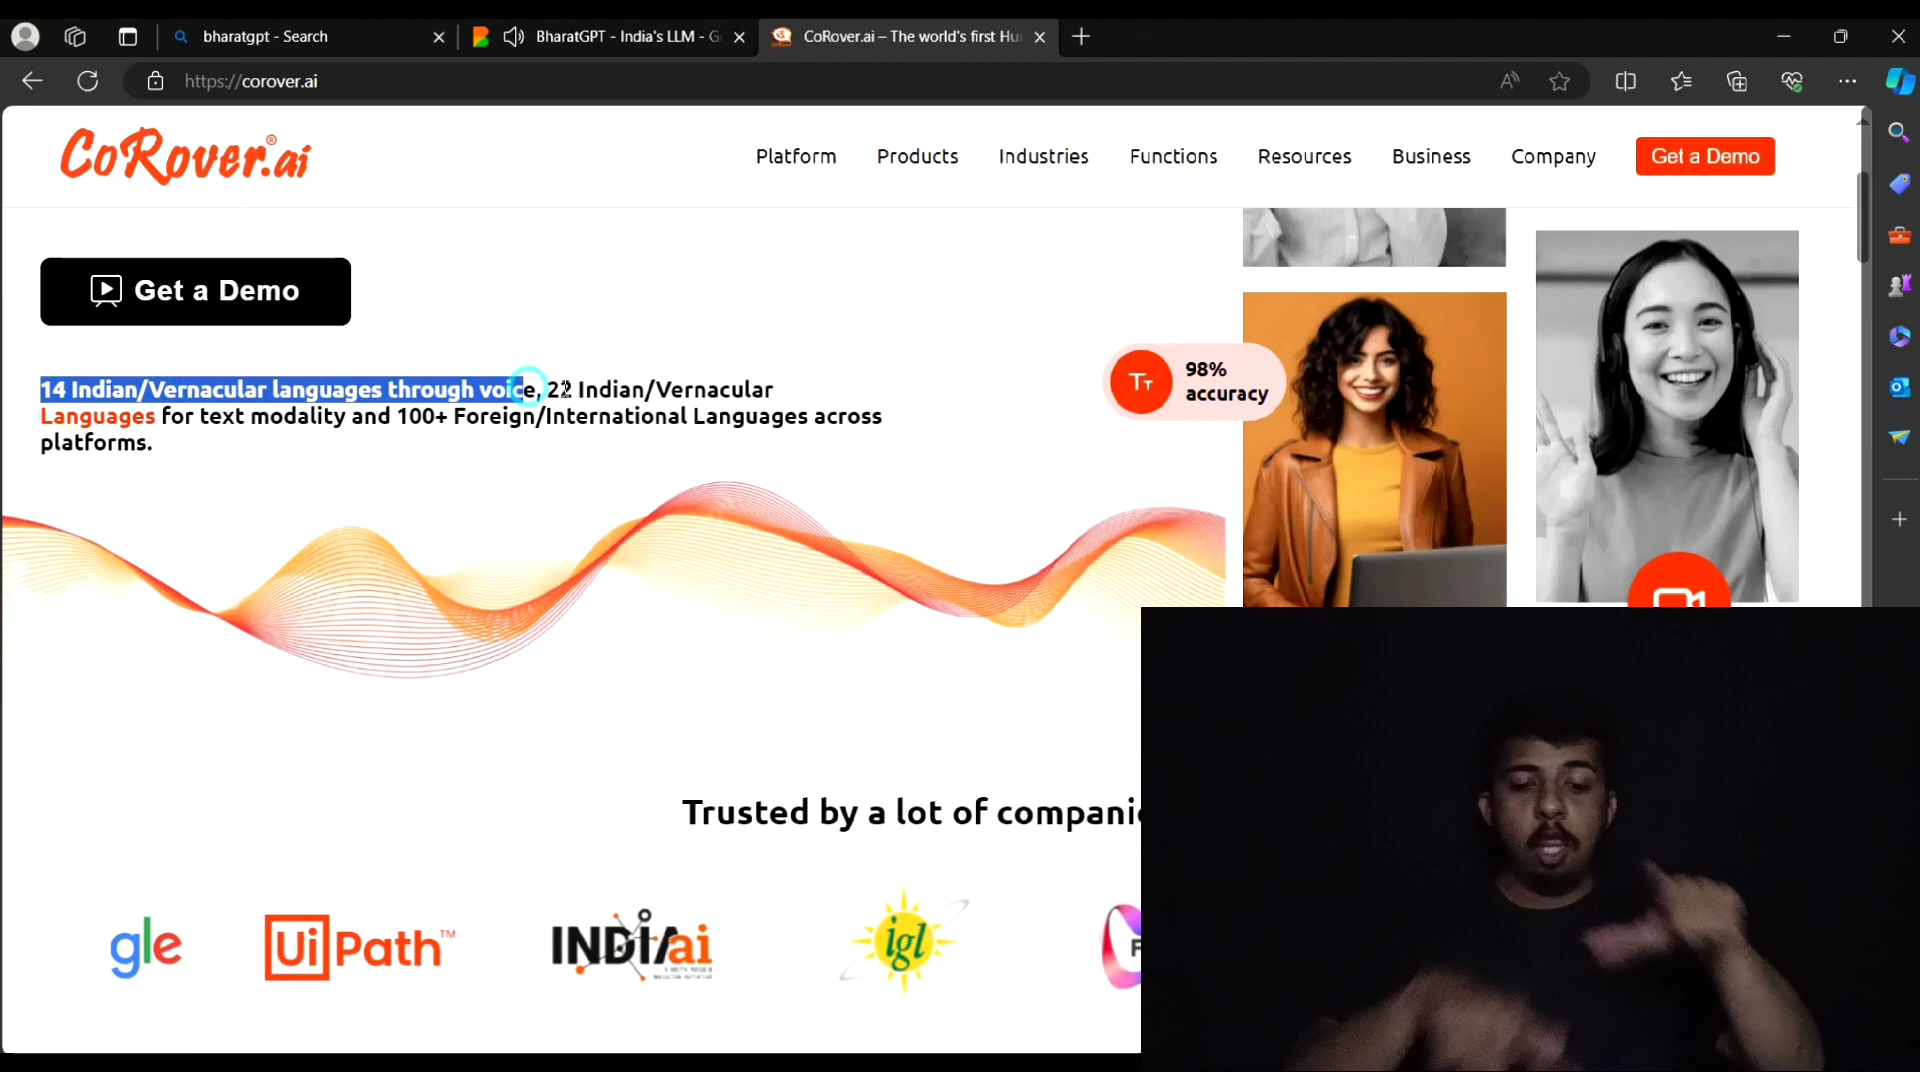 bharatgpt - Search
BharatGPT - India's LLM - G
CoRover.ai – The world's first Hu
https://corover.ai
CoRover.ai
®
Platform
Products
Industries
Functions
Resources
Business
Company
Get a Demo
Get a Demo
14 Indian/Vernacular languages through voice, 22 Indian/Vernacular
Languages for text modality and 100+ Foreign/International Languages across
platforms.
TT
98%
accuracy
Trusted by a lot of compani
gle
UiPath™
INDIAai
igl
F